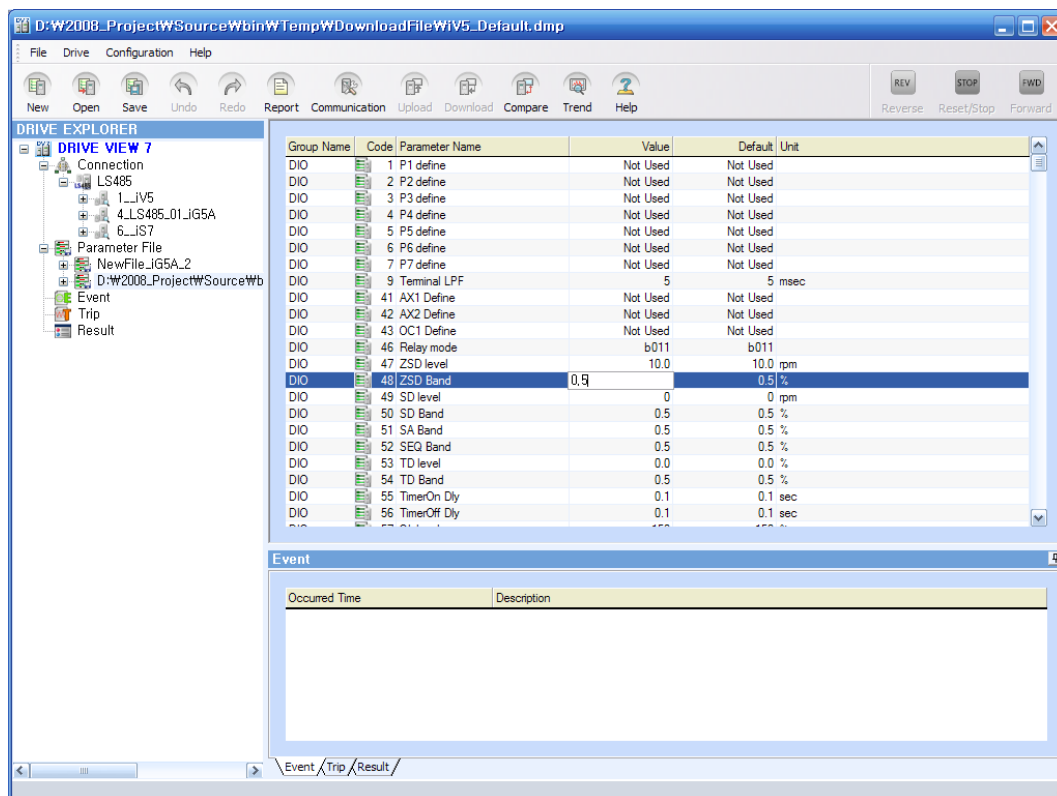 D:₩2008_Project₩Source₩bin₩Temp₩DownloadFile₩iV5_Default.dmp
File Drive Configuration Help
New Open Save Undo Redo Report Communication Upload Download Compare Trend Help REV Reverse STOP Reset/Stop FWD Forward
DRIVE EXPLORER
DRIVE VIEW 7
Connection
LS485
1__iV5
4_LS485_01_iG5A
6__iS7
Parameter File
NewFile_iG5A_2
D:₩2008_Project₩Source₩b
Event
Trip
Result
Group Name Code Parameter Name Value Default Unit
DIO 1 P1 define Not Used Not Used
DIO 2 P2 define Not Used Not Used
DIO 3 P3 define Not Used Not Used
DIO 4 P4 define Not Used Not Used
DIO 5 P5 define Not Used Not Used
DIO 6 P6 define Not Used Not Used
DIO 7 P7 define Not Used Not Used
DIO 9 Terminal LPF 5 5 msec
DIO 41 AX1 Define Not Used Not Used
DIO 42 AX2 Define Not Used Not Used
DIO 43 OC1 Define Not Used Not Used
DIO 46 Relay mode b011 b011
DIO 47 ZSD level 10.0 10.0 rpm
DIO 48 ZSD Band 0,5 0.5 %
DIO 49 SD level 0 0 rpm
DIO 50 SD Band 0.5 0.5 %
DIO 51 SA Band 0.5 0.5 %
DIO 52 SEQ Band 0.5 0.5 %
DIO 53 TD level 0.0 0.0 %
DIO 54 TD Band 0.5 0.5 %
DIO 55 TimerOn Dly 0.1 0.1 sec
DIO 56 TimerOff Dly 0.1 0.1 sec
Event
Occurred Time Description
Event Trip Result